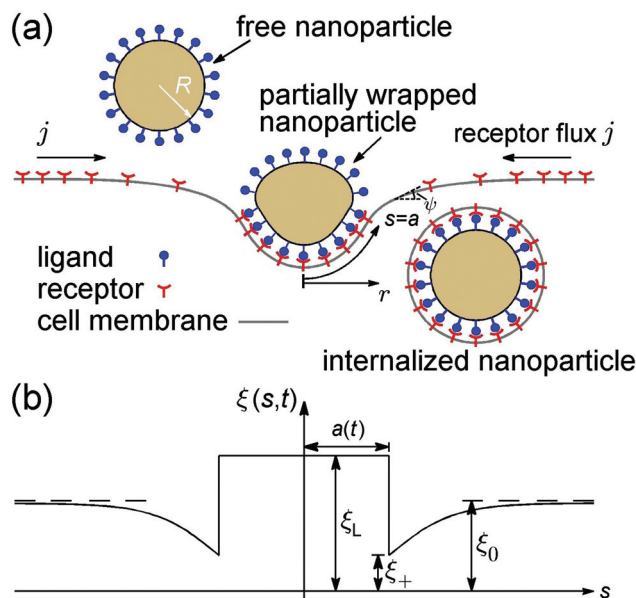 (a)
free nanoparticle
R
partially wrapped
nanoparticle
j
receptor flux j
ψ
s=a
ligand
receptor
cell membrane
r
internalized nanoparticle
(b)
ξ(s,t)
a(t)
ξL
ξ+
ξ0
s